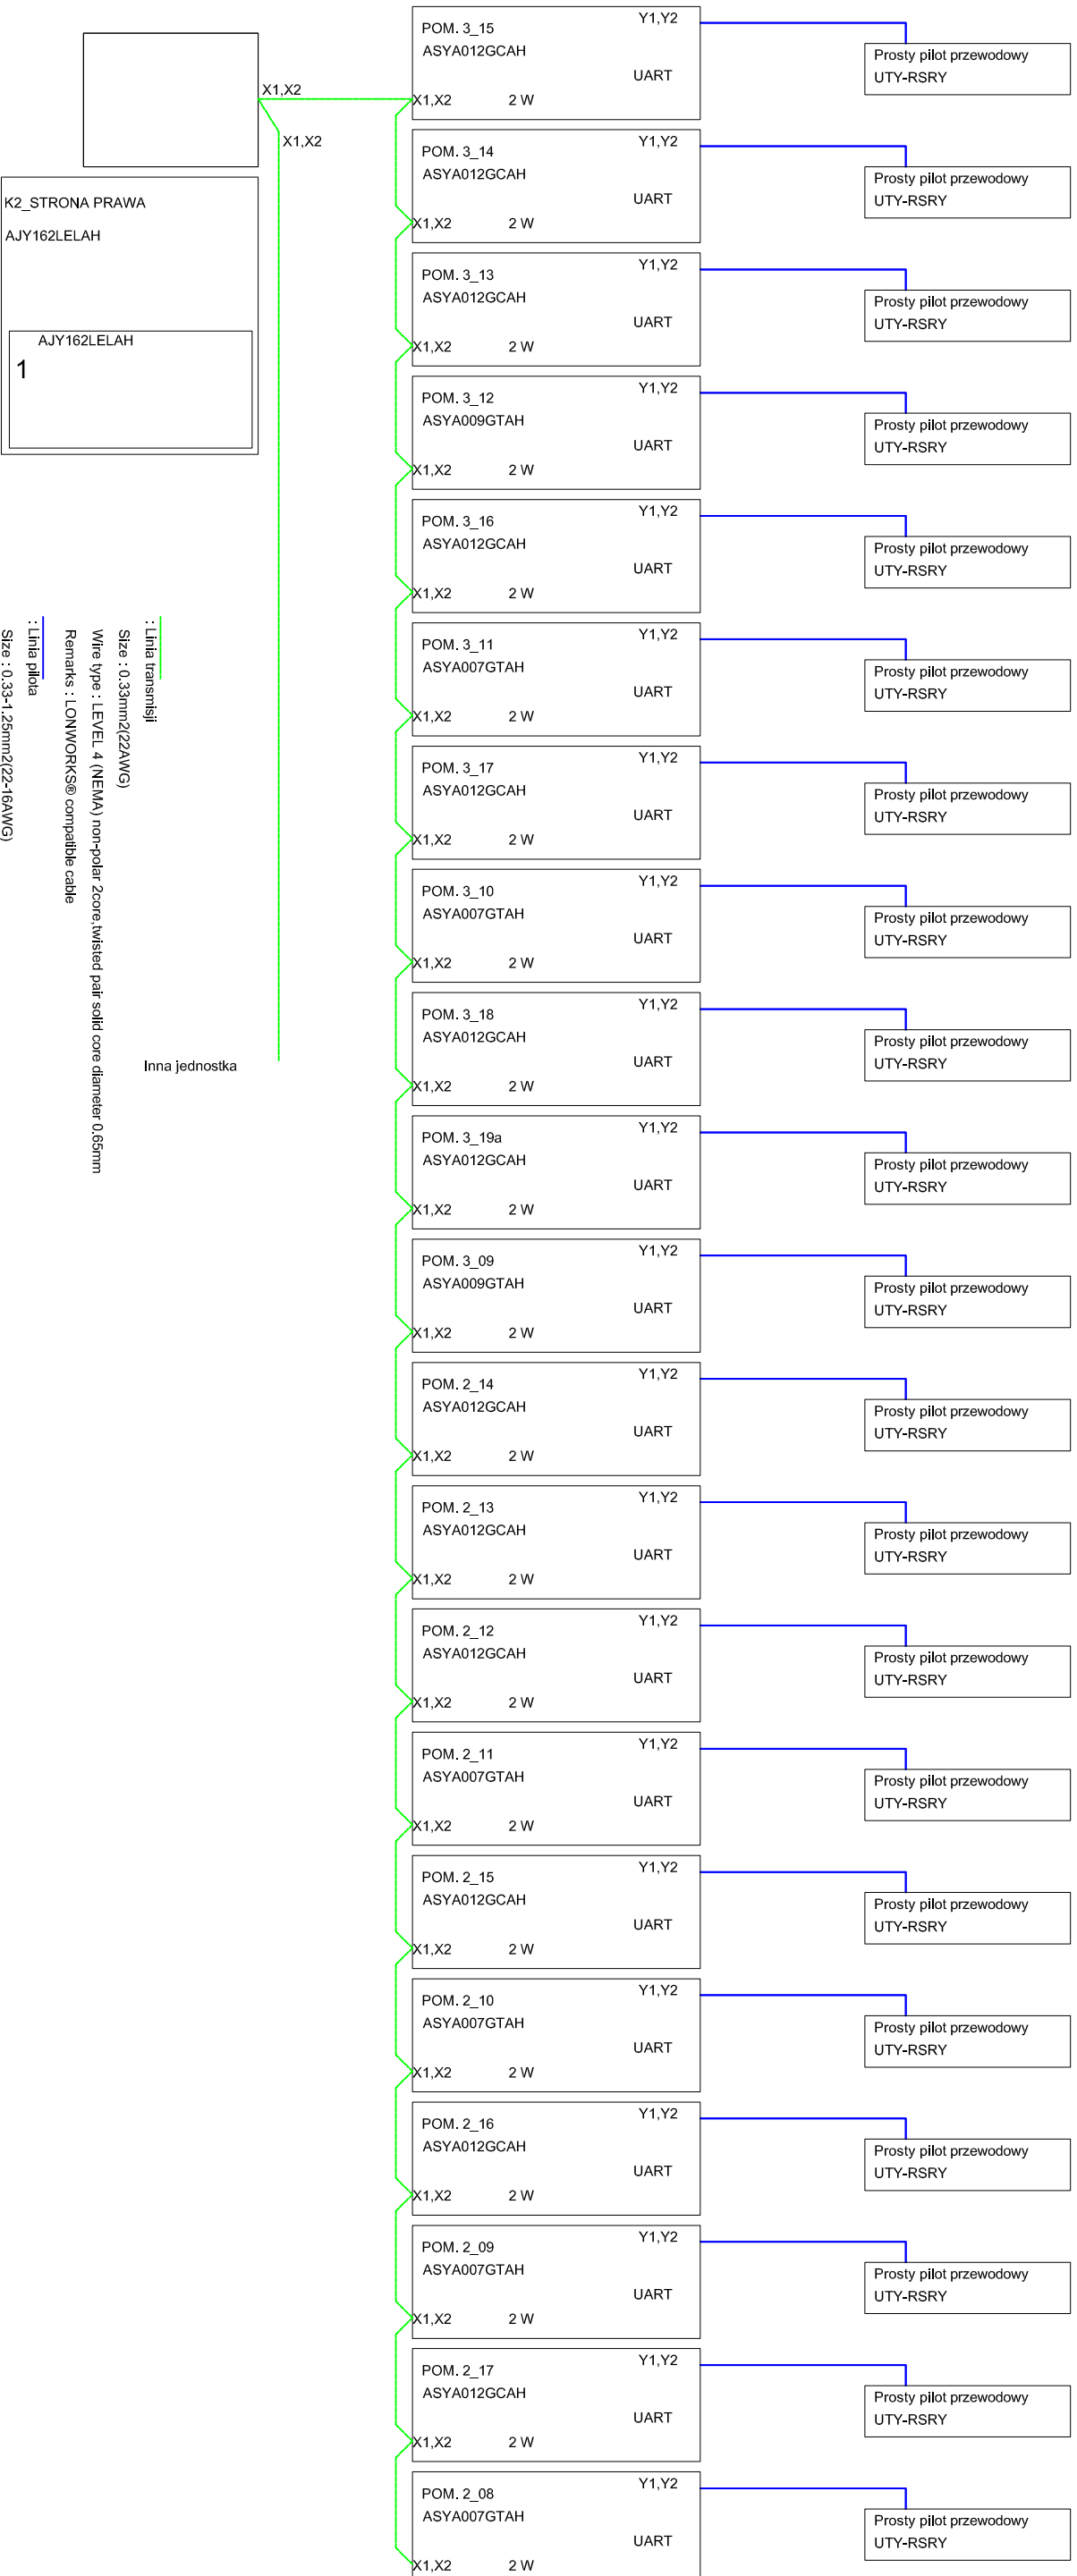 X1,X2
X1,X2
K2_STRONA PRAWA
AJY162LELAH
AJY162LELAH
1
: Linia transmisji
Size : 0.33mm2(22AWG)
Wire type : LEVEL 4 (NEMA) non-polar 2core,twisted pair solid core diameter 0.65mm
Remarks : LONWORKS® compatible cable
: Linia pilota
Size : 0.33-1.25mm2(22-16AWG)
Inna jednostka
POM. 3_15
Y1,Y2
ASYA012GCAH
UART
X1,X2 2 W
Prosty pilot przewodowy
UTY-RSRY
POM. 3_14
Y1,Y2
ASYA012GCAH
UART
X1,X2 2 W
Prosty pilot przewodowy
UTY-RSRY
POM. 3_13
Y1,Y2
ASYA012GCAH
UART
X1,X2 2 W
Prosty pilot przewodowy
UTY-RSRY
POM. 3_12
Y1,Y2
ASYA009GTAH
UART
X1,X2 2 W
Prosty pilot przewodowy
UTY-RSRY
POM. 3_16
Y1,Y2
ASYA012GCAH
UART
X1,X2 2 W
Prosty pilot przewodowy
UTY-RSRY
POM. 3_11
Y1,Y2
ASYA007GTAH
UART
X1,X2 2 W
Prosty pilot przewodowy
UTY-RSRY
POM. 3_17
Y1,Y2
ASYA012GCAH
UART
X1,X2 2 W
Prosty pilot przewodowy
UTY-RSRY
POM. 3_10
Y1,Y2
ASYA007GTAH
UART
X1,X2 2 W
Prosty pilot przewodowy
UTY-RSRY
POM. 3_18
Y1,Y2
ASYA012GCAH
UART
X1,X2 2 W
Prosty pilot przewodowy
UTY-RSRY
POM. 3_19a
Y1,Y2
ASYA012GCAH
UART
X1,X2 2 W
Prosty pilot przewodowy
UTY-RSRY
POM. 3_09
Y1,Y2
ASYA009GTAH
UART
X1,X2 2 W
Prosty pilot przewodowy
UTY-RSRY
POM. 2_14
Y1,Y2
ASYA012GCAH
UART
X1,X2 2 W
Prosty pilot przewodowy
UTY-RSRY
POM. 2_13
Y1,Y2
ASYA012GCAH
UART
X1,X2 2 W
Prosty pilot przewodowy
UTY-RSRY
POM. 2_12
Y1,Y2
ASYA012GCAH
UART
X1,X2 2 W
Prosty pilot przewodowy
UTY-RSRY
POM. 2_11
Y1,Y2
ASYA007GTAH
UART
X1,X2 2 W
Prosty pilot przewodowy
UTY-RSRY
POM. 2_15
Y1,Y2
ASYA012GCAH
UART
X1,X2 2 W
Prosty pilot przewodowy
UTY-RSRY
POM. 2_10
Y1,Y2
ASYA007GTAH
UART
X1,X2 2 W
Prosty pilot przewodowy
UTY-RSRY
POM. 2_16
Y1,Y2
ASYA012GCAH
UART
X1,X2 2 W
Prosty pilot przewodowy
UTY-RSRY
POM. 2_09
Y1,Y2
ASYA007GTAH
UART
X1,X2 2 W
Prosty pilot przewodowy
UTY-RSRY
POM. 2_17
Y1,Y2
ASYA012GCAH
UART
X1,X2 2 W
Prosty pilot przewodowy
UTY-RSRY
POM. 2_08
Y1,Y2
ASYA007GTAH
UART
X1,X2 2 W
Prosty pilot przewodowy
UTY-RSRY